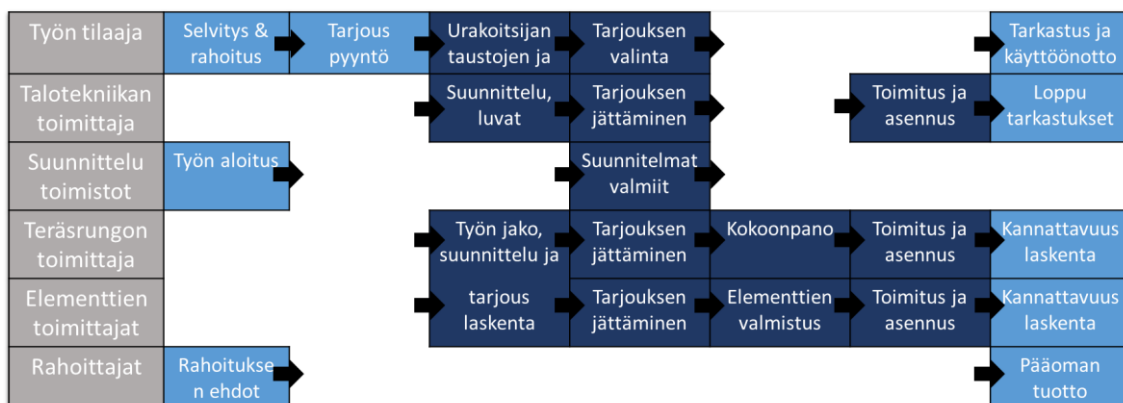 Työn tilaaja
Selvitys &
rahoitus
Tarjous
pyyntö
Urakoitsijan
taustojen ja
Tarjouksen
valinta
Tarkastus ja
käyttöönotto
Talotekniikan
toimittaja
Suunnittelu,
luvat
Tarjouksen
jättäminen
Toimitus ja
asennus
Loppu
tarkastukset
Suunnittelu
toimistot
Työn aloitus
Suunnitelmat
valmiit
Teräsrungon
toimittaja
Työn jako,
suunnittelu ja
Tarjouksen
jättäminen
Kokoonpano
Toimitus ja
asennus
Kannattavuus
laskenta
Elementtien
toimittajat
tarjous
laskenta
Tarjouksen
jättäminen
Elementtien
valmistus
Toimitus ja
asennus
Kannattavuus
laskenta
Rahoittajat
Rahoitukse
n ehdot
Pääoman
tuotto